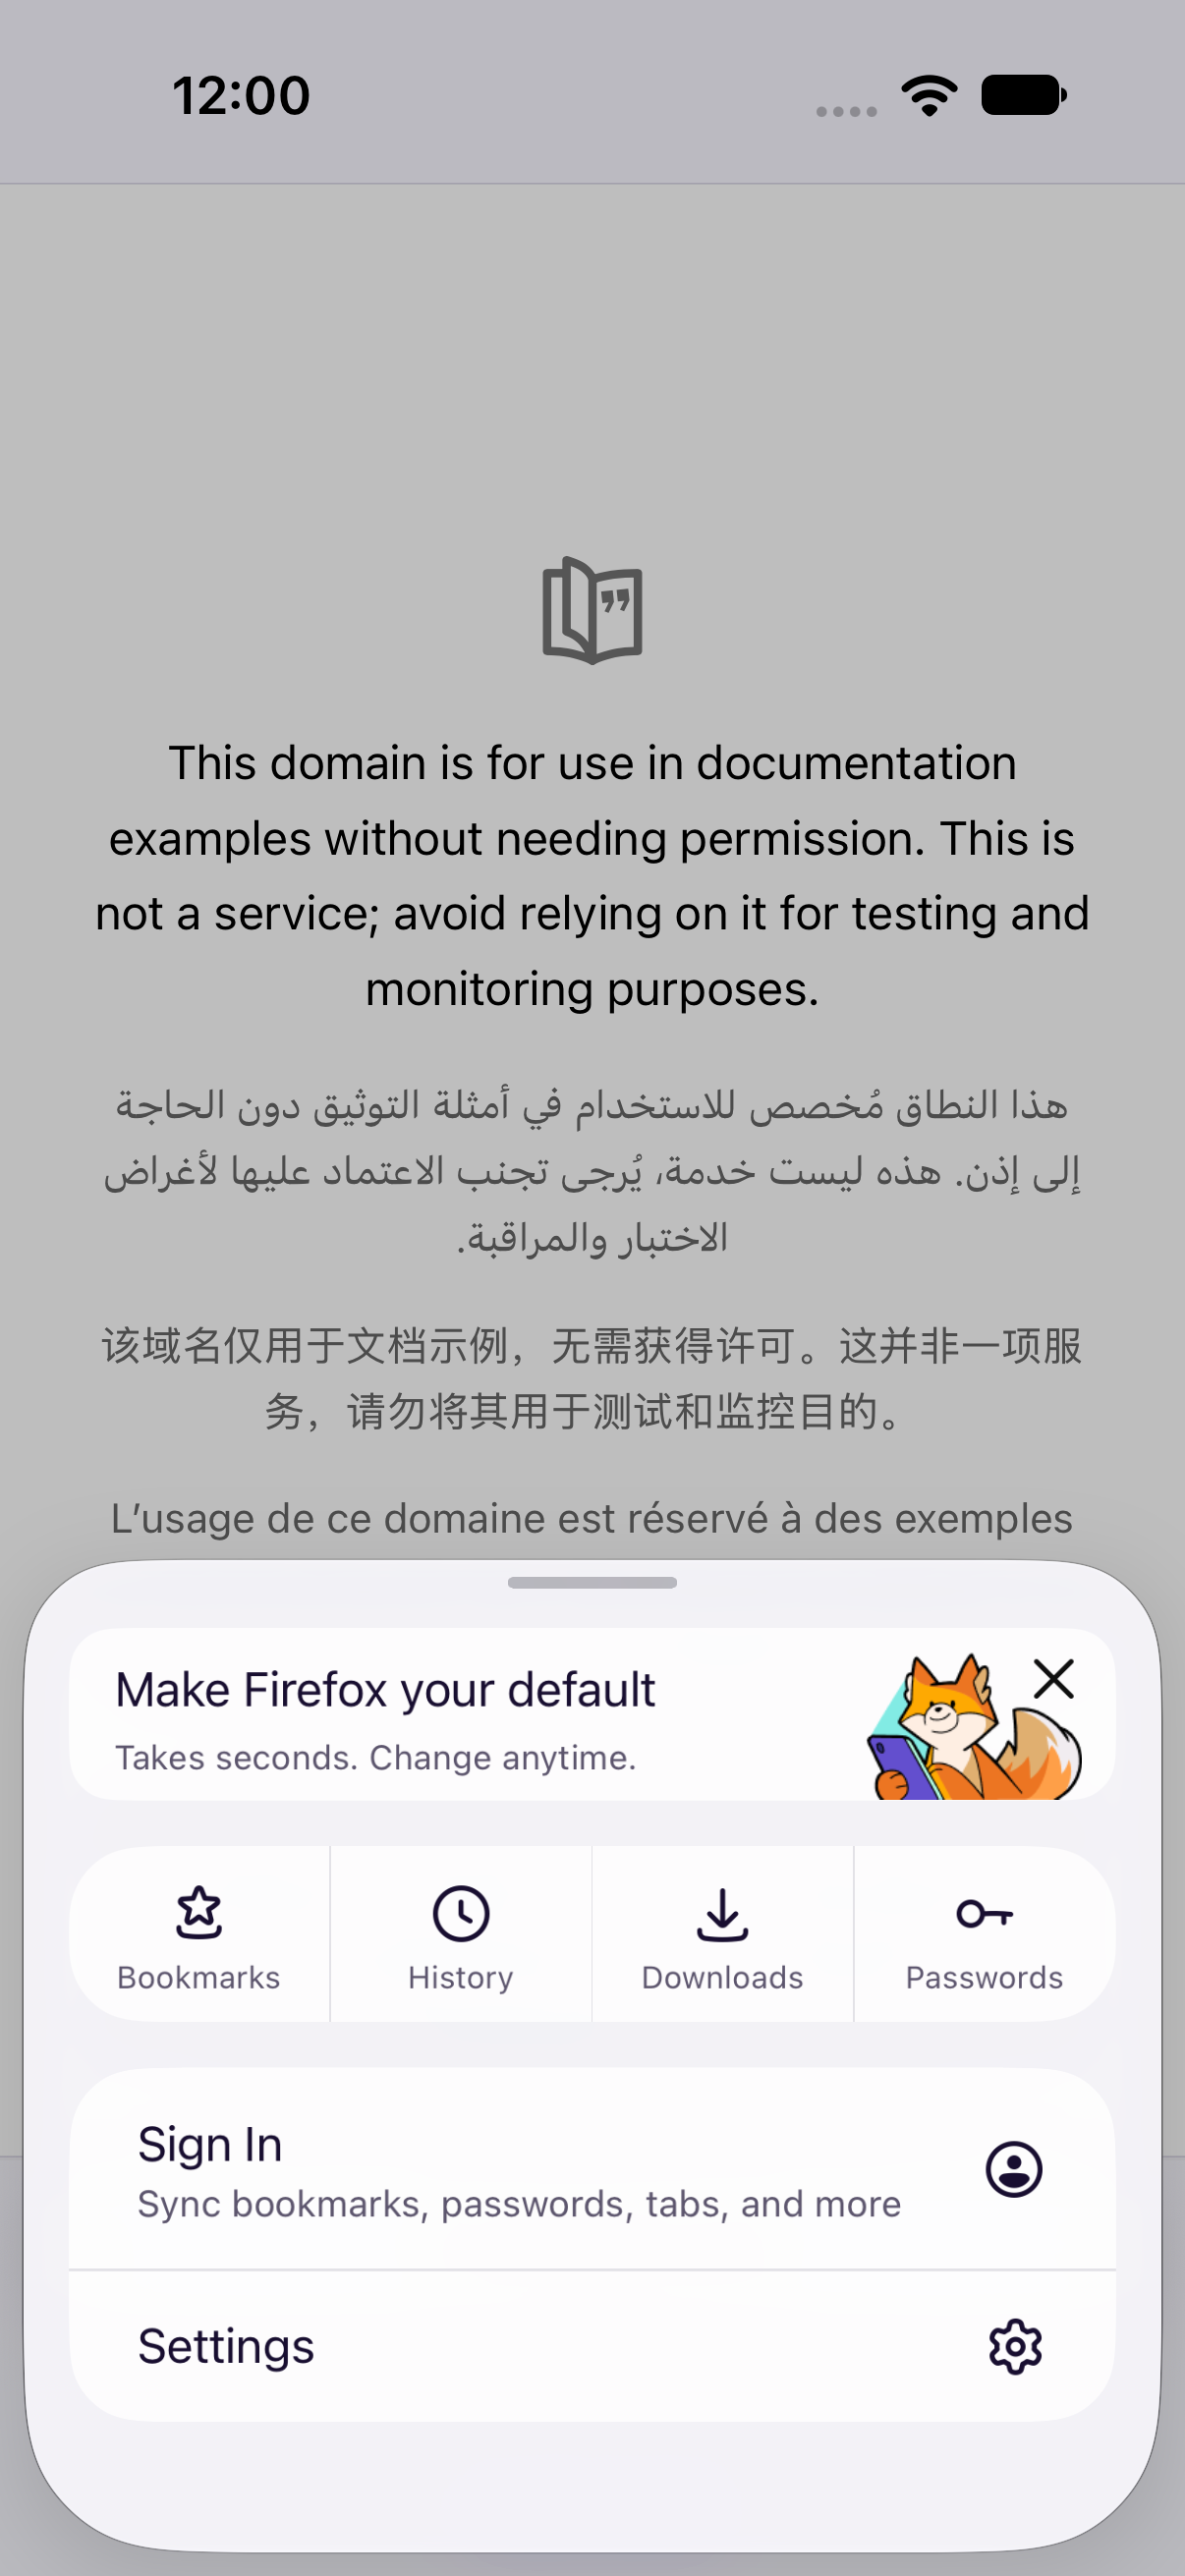 12:00
This domain is for use in documentation
examples without needing permission. This is
not a service; avoid relying on it for testing and
monitoring purposes.
هذا النطاق مُخصص للاستخدام في أمثلة التوثيق دون الحاجة
إلى إذن. هذه ليست خدمة، يُرجى تجنب الاعتماد عليها لأغراض
الاختبار والمراقبة.
该域名仅用于文档示例，无需获得许可。这并非一项服
务，请勿将其用于测试和监控目的。
L’usage de ce domaine est réservé à des exemples
Make Firefox your default
Takes seconds. Change anytime.
Bookmarks
History
Downloads
Passwords
Sign In
Sync bookmarks, passwords, tabs, and more
Settings